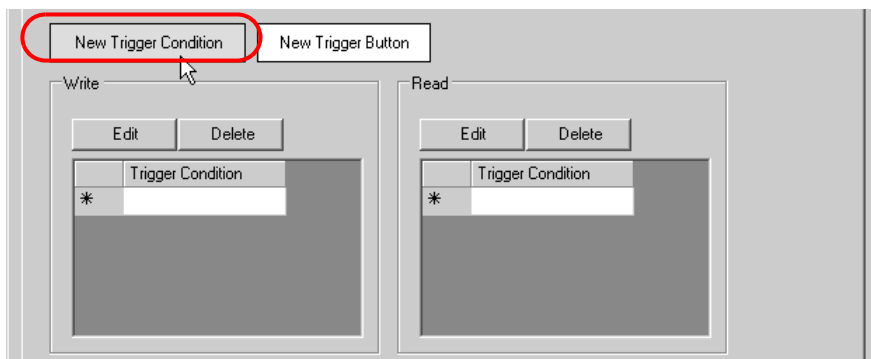 New Trigger Condition New Trigger Button
Write Read
Edit Delete Edit Delete
Trigger Condition Trigger Condition
* *